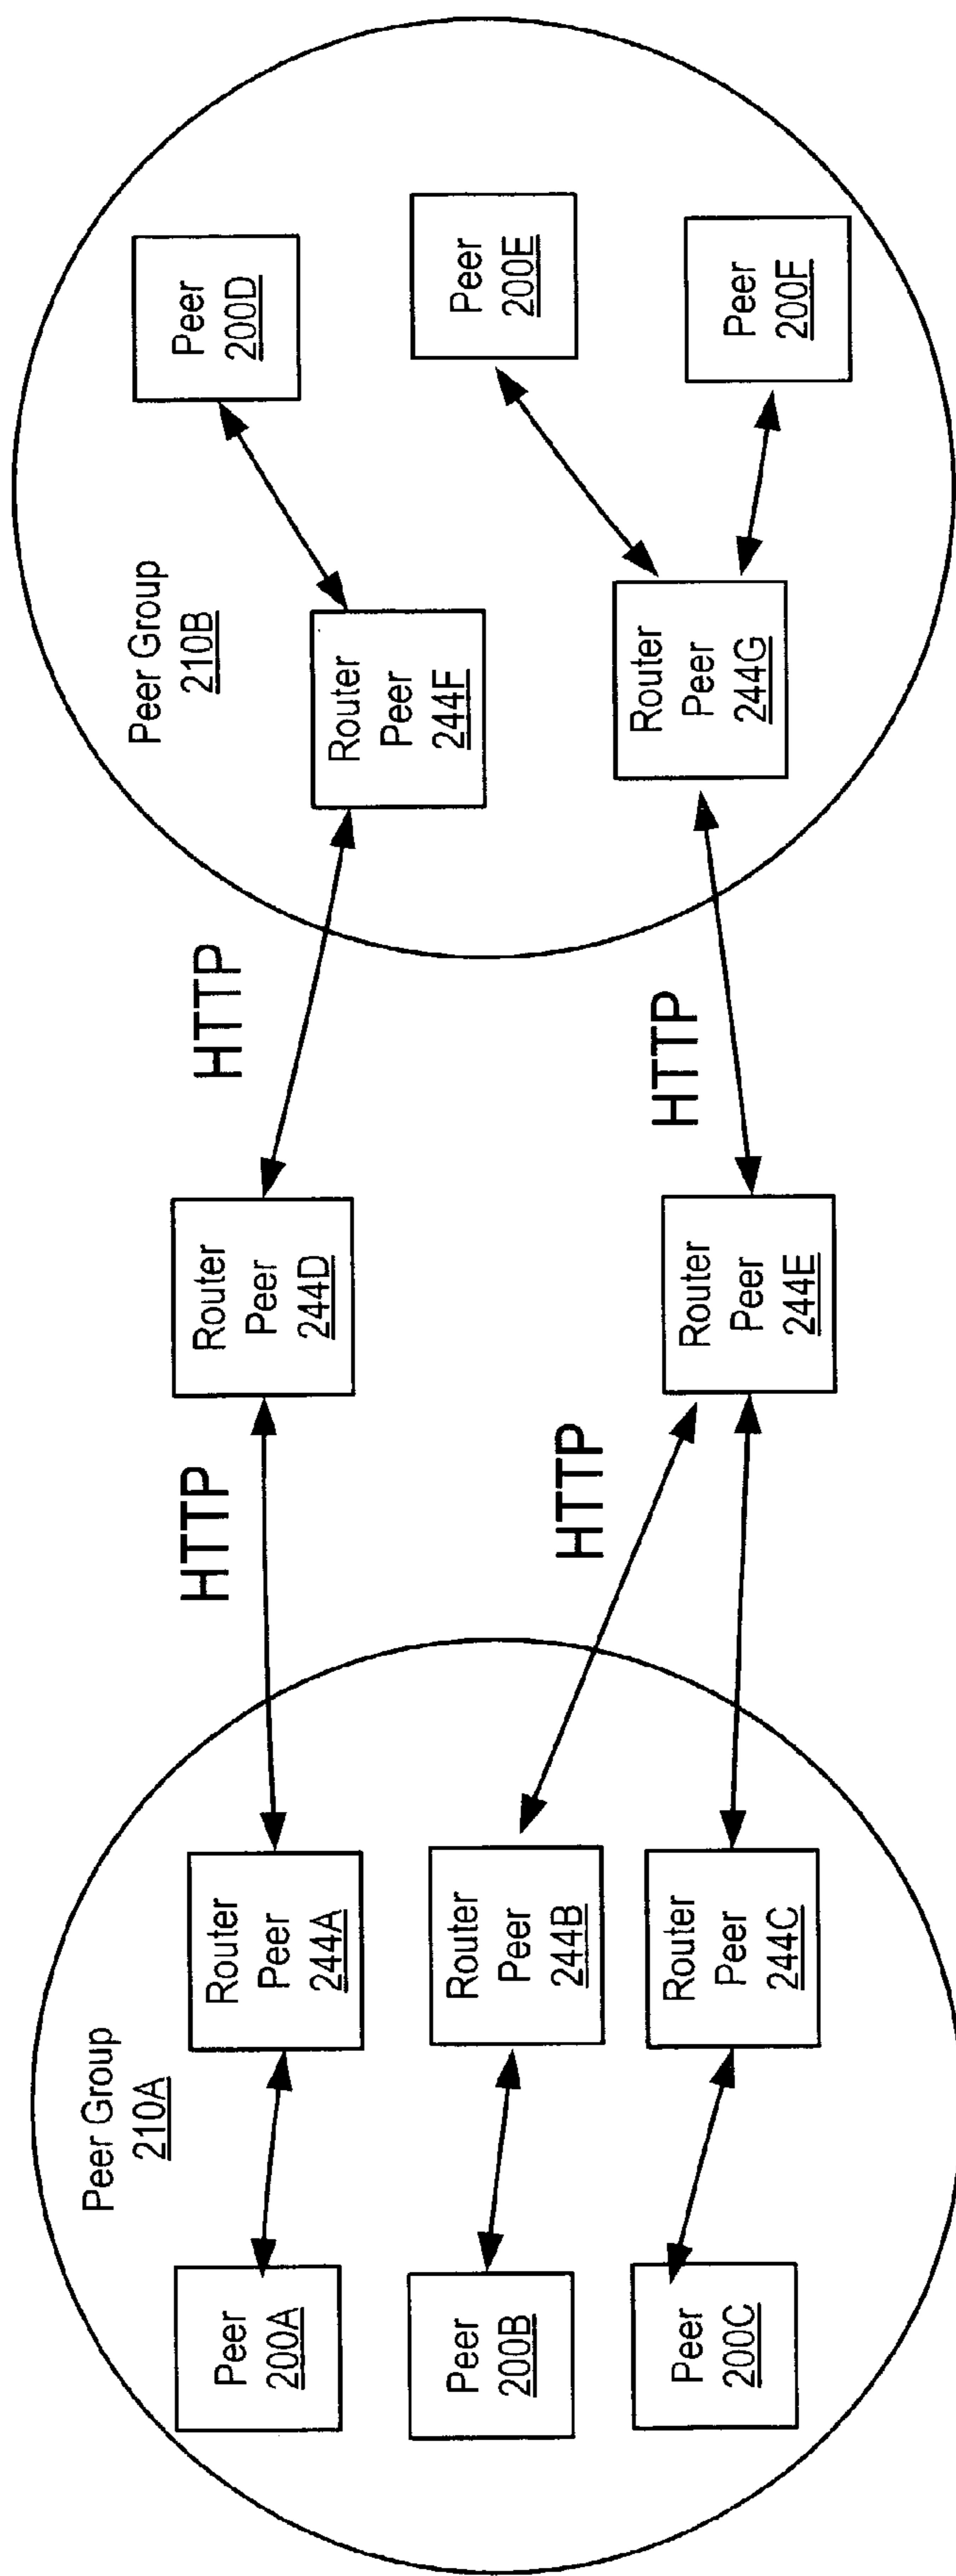 Peer Group
210A
Peer
200A
Router
Peer
244A
HTTP
Router
Peer
244D
HTTP
Peer Group
210B
Router
Peer
244F
Peer
200D
Peer
200B
Router
Peer
244B
HTTP
Peer
200C
Router
Peer
244C
Router
Peer
244E
HTTP
Router
Peer
244G
Peer
200E
Peer
200F